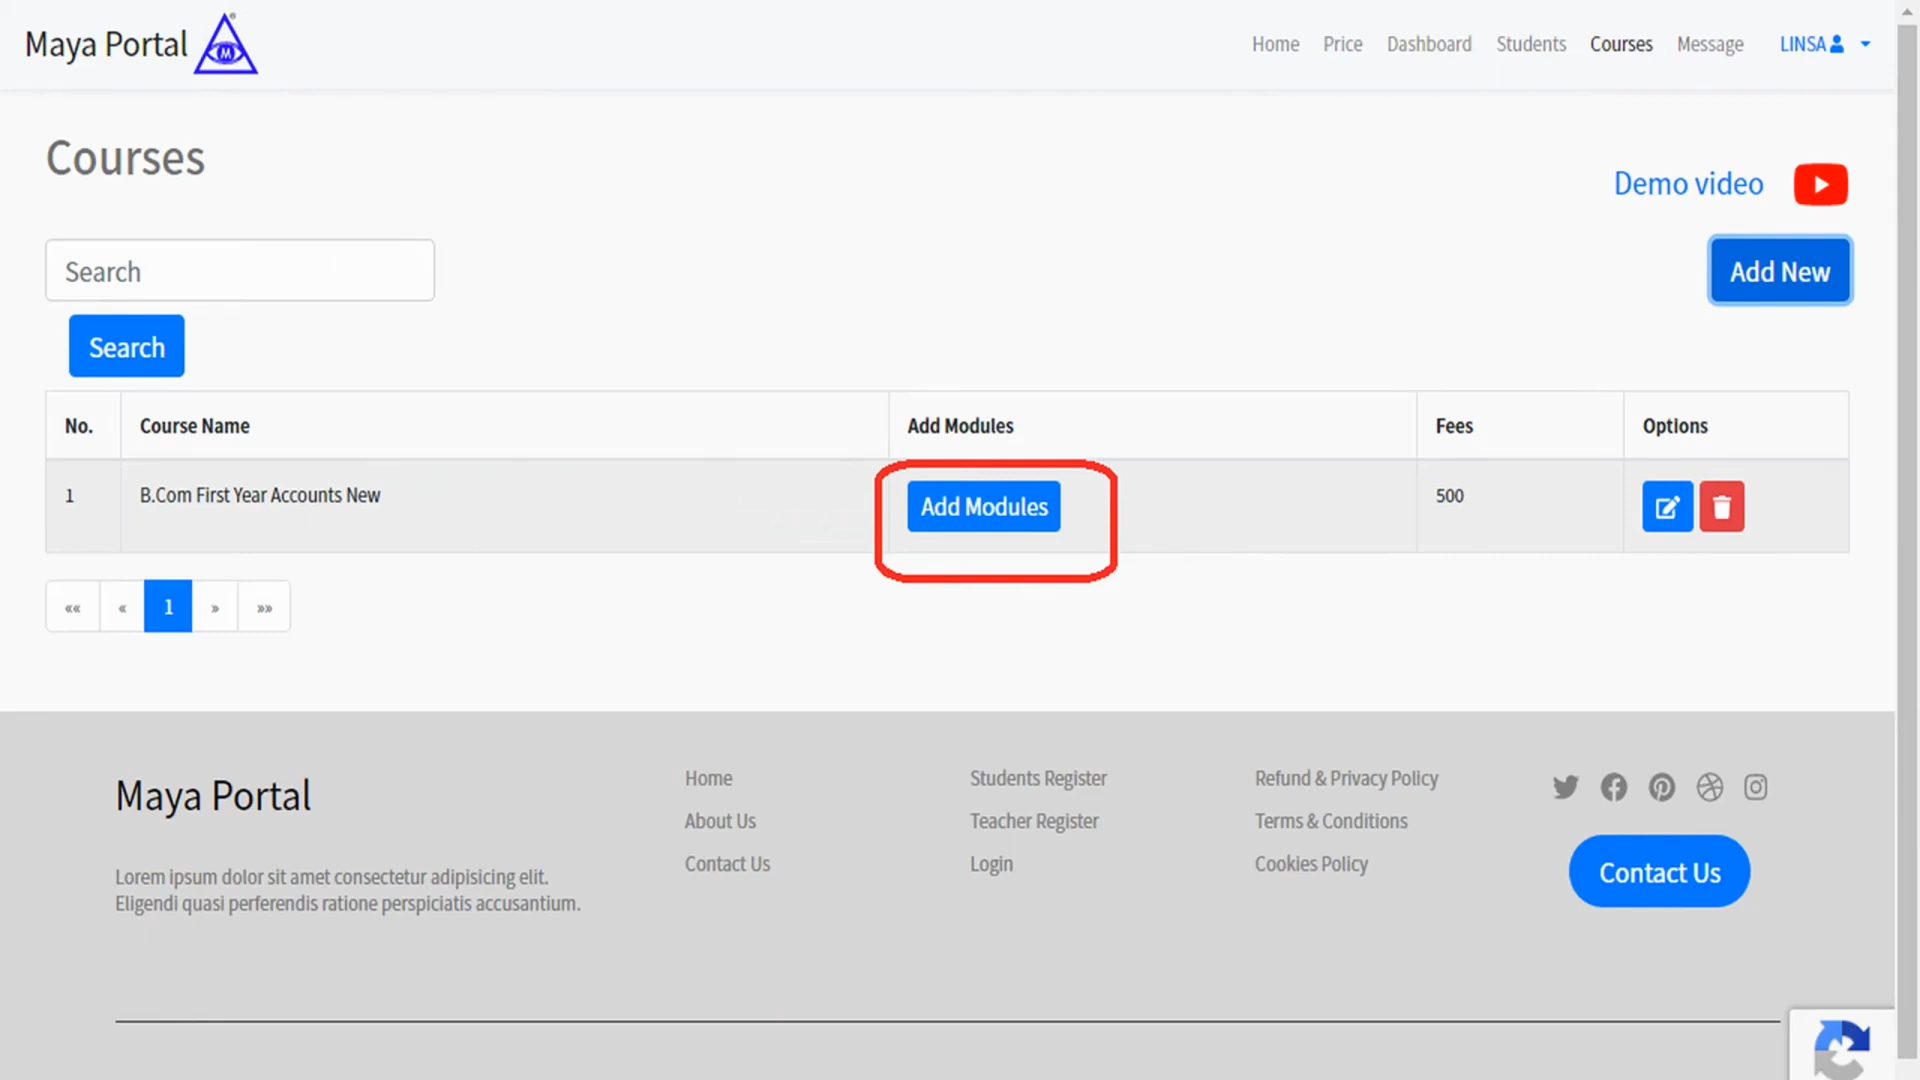 Maya Portal
M
Home Price Dashboard Students Courses Message LINSA
Courses
Demo video
Search
Add New
Search
No. Course Name Add Modules Fees Options
1 B.Com First Year Accounts New Add Modules 500
«« « 1 » »»
Maya Portal
Lorem ipsum dolor sit amet consectetur adipisicing elit.
Eligendi quasi perferendis ratione perspiciatis accusantium.
Home
About Us
Contact Us
Students Register
Teacher Register
Login
Refund & Privacy Policy
Terms & Conditions
Cookies Policy
Contact Us